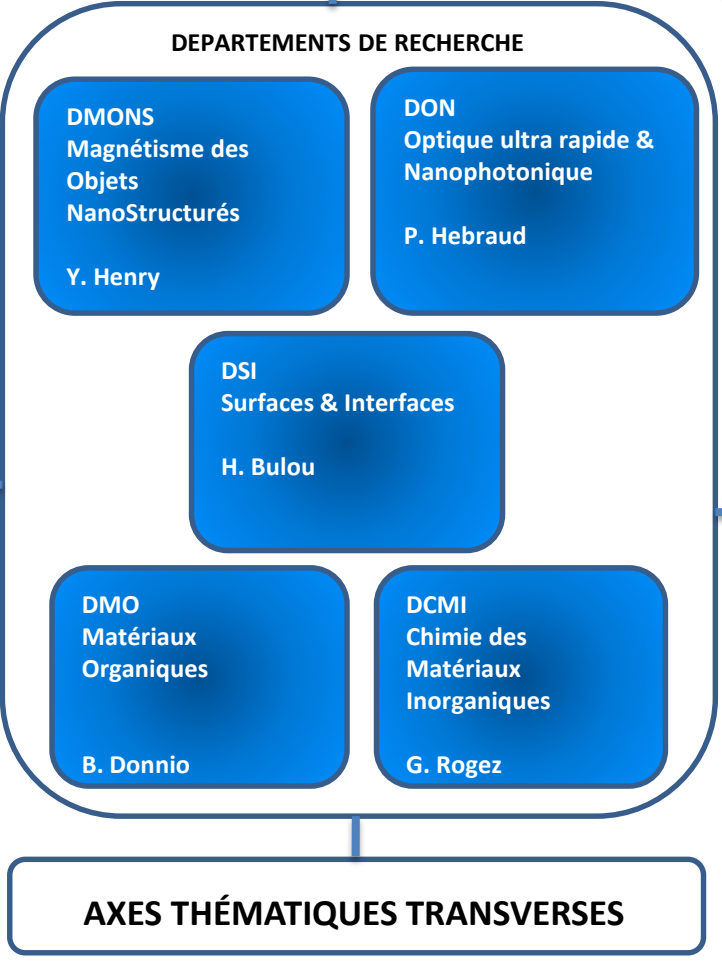 DEPARTEMENTS DE RECHERCHE
DMONS
Magnétisme des
Objets
NanoStructurés
Y. Henry
DON
Optique ultra rapide &
Nanophotonique
P. Hebraud
DSI
Surfaces & Interfaces
H. Bulou
DMO
Matériaux
Organiques
B. Donnio
DCMI
Chimie des
Matériaux
Inorganiques
G. Rogez
AXES THÉMATIQUES TRANSVERSES